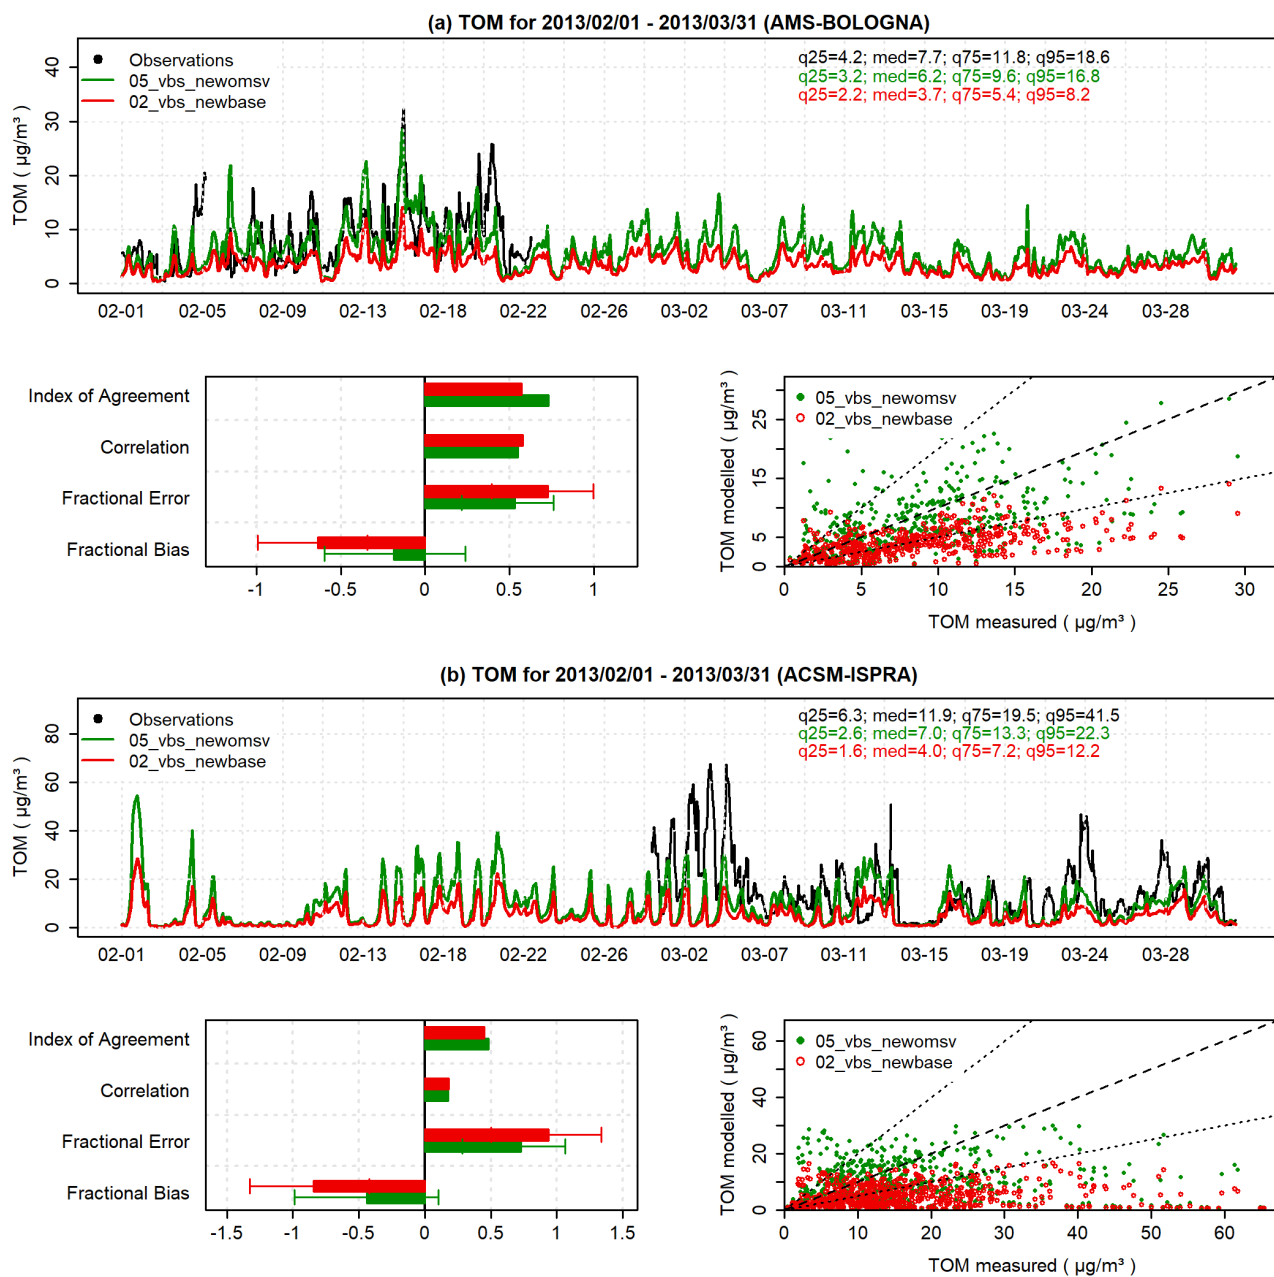 (a) TOM for 2013/02/01 - 2013/03/31 (AMS-BOLOGNA)
TOM ( µg/m³ )
40
30
20
10
0
Observations
05_vbs_newomsv
02_vbs_newbase
q25=4.2; med=7.7; q75=11.8; q95=18.6
q25=3.2; med=6.2; q75=9.6; q95=16.8
q25=2.2; med=3.7; q75=5.4; q95=8.2
02-01 02-05 02-09 02-13 02-18 02-22 02-26 03-03 03-07 03-11 03-15 03-19 03-24 03-28
Index of Agreement
Correlation
Fractional Error
Fractional Bias
-1 -0.5 0 0.5 1
TOM modelled ( µg/m³ )
25
15
5
0
05_vbs_newomsv
02_vbs_newbase
0 5 10 15 20 25 30
TOM measured ( µg/m³ )
(b) TOM for 2013/02/01 - 2013/03/31 (ACSM-ISPRA)
TOM ( µg/m³ )
80
60
40
20
0
Observations
05_vbs_newomsv
02_vbs_newbase
q25=6.3; med=11.9; q75=19.5; q95=41.5
q25=2.6; med=7.0; q75=13.3; q95=22.3
q25=1.6; med=4.0; q75=7.2; q95=12.2
02-01 02-05 02-09 02-13 02-18 02-22 02-26 03-03 03-07 03-11 03-15 03-19 03-24 03-28
Index of Agreement
Correlation
Fractional Error
Fractional Bias
-1.5 -1 -0.5 0 0.5 1 1.5
TOM modelled ( µg/m³ )
60
40
20
10
0
05_vbs_newomsv
02_vbs_newbase
0 10 20 30 40 50 60
TOM measured ( µg/m³ )